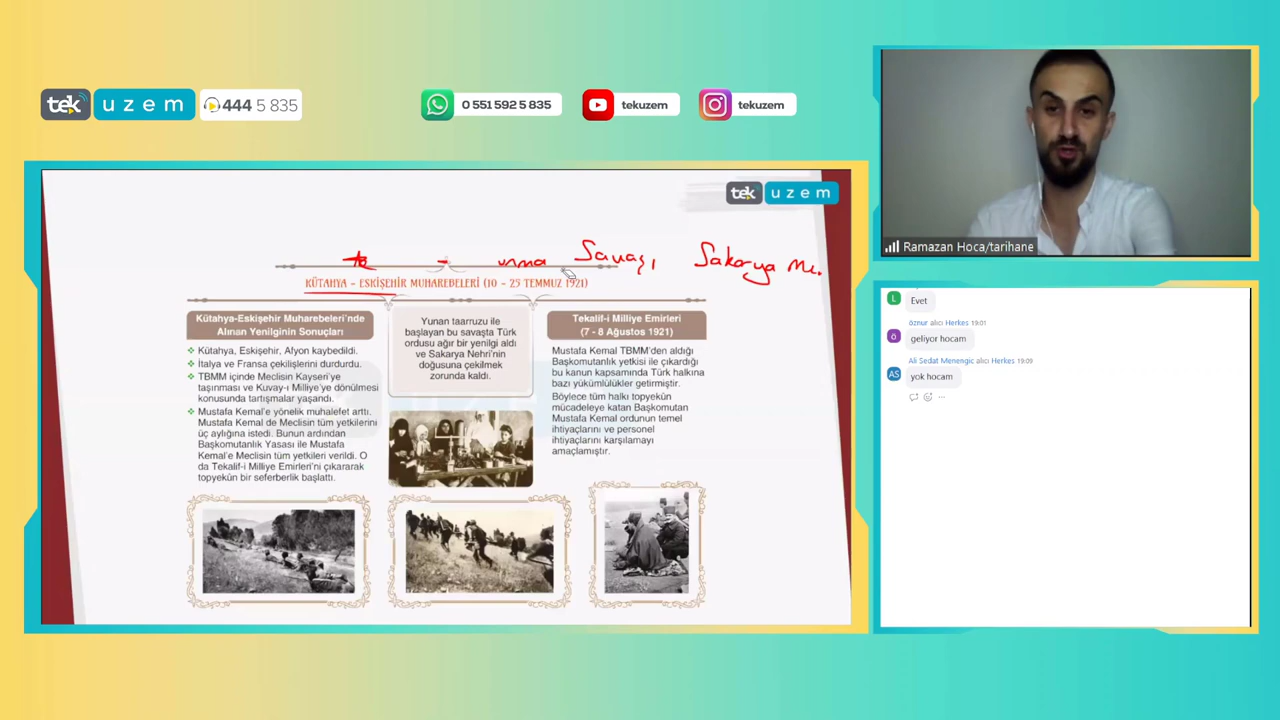 tek uzem 444 5 835
0 551 592 5 835
tekuzem
tekuzem
tek uzem
Savaşı Sakarya
KÜTAHYA – ESKİŞEHİR MUHAREBELERİ (10 - 25 TEMMUZ 1921)
Kütahya-Eskişehir Muharebeleri’nde
Alınan Yenilginin Sonuçları
Kütahya, Eskişehir, Afyon kaybedildi.
İtalya ve Fransa çekilişlerini durdurdu.
TBMM içinde Meclisin Kayseri’ye
taşınması ve Kuvay-ı Milliye’ye dönülmesi
konusunda tartışmalar yaşandı.
Mustafa Kemal’e yönelik muhalefet arttı.
Mustafa Kemal de Meclisin tüm yetkilerini
üç aylığına istedi. Bunun ardından
Başkomutanlık Yasası ile Mustafa
Kemal’e Meclisin tüm yetkileri verildi. O
da Tekalif-i Milliye Emirleri’ni çıkararak
topyekün bir seferberlik başlattı.
Yunan taarruzu ile
başlayan bu savaşta Türk
ordusu ağır bir yenilgi aldı
ve Sakarya Nehri’nin
doğusuna çekilmek
zorunda kaldı.
Tekalif-i Milliye Emirleri
(7 - 8 Ağustos 1921)
Mustafa Kemal TBMM’den aldığı
Başkomutanlık yetkisi ile çıkardığı
bu kanun kapsamında Türk halkına
bazı yükümlülükler getirmiştir.
Böylece tüm halkı topyekün
mücadeleye katan Başkomutan
Mustafa Kemal ordunun temel
ihtiyaçlarını ve personel
ihtiyaçlarını karşılamayı
amaçlamıştır.
Ramazan Hoca/tarihane
L Evet
öznur alıcı Herkes 19:01
ö geliyor hocam
Ali Sedat Menengic alıcı Herkes 19:09
AS yok hocam